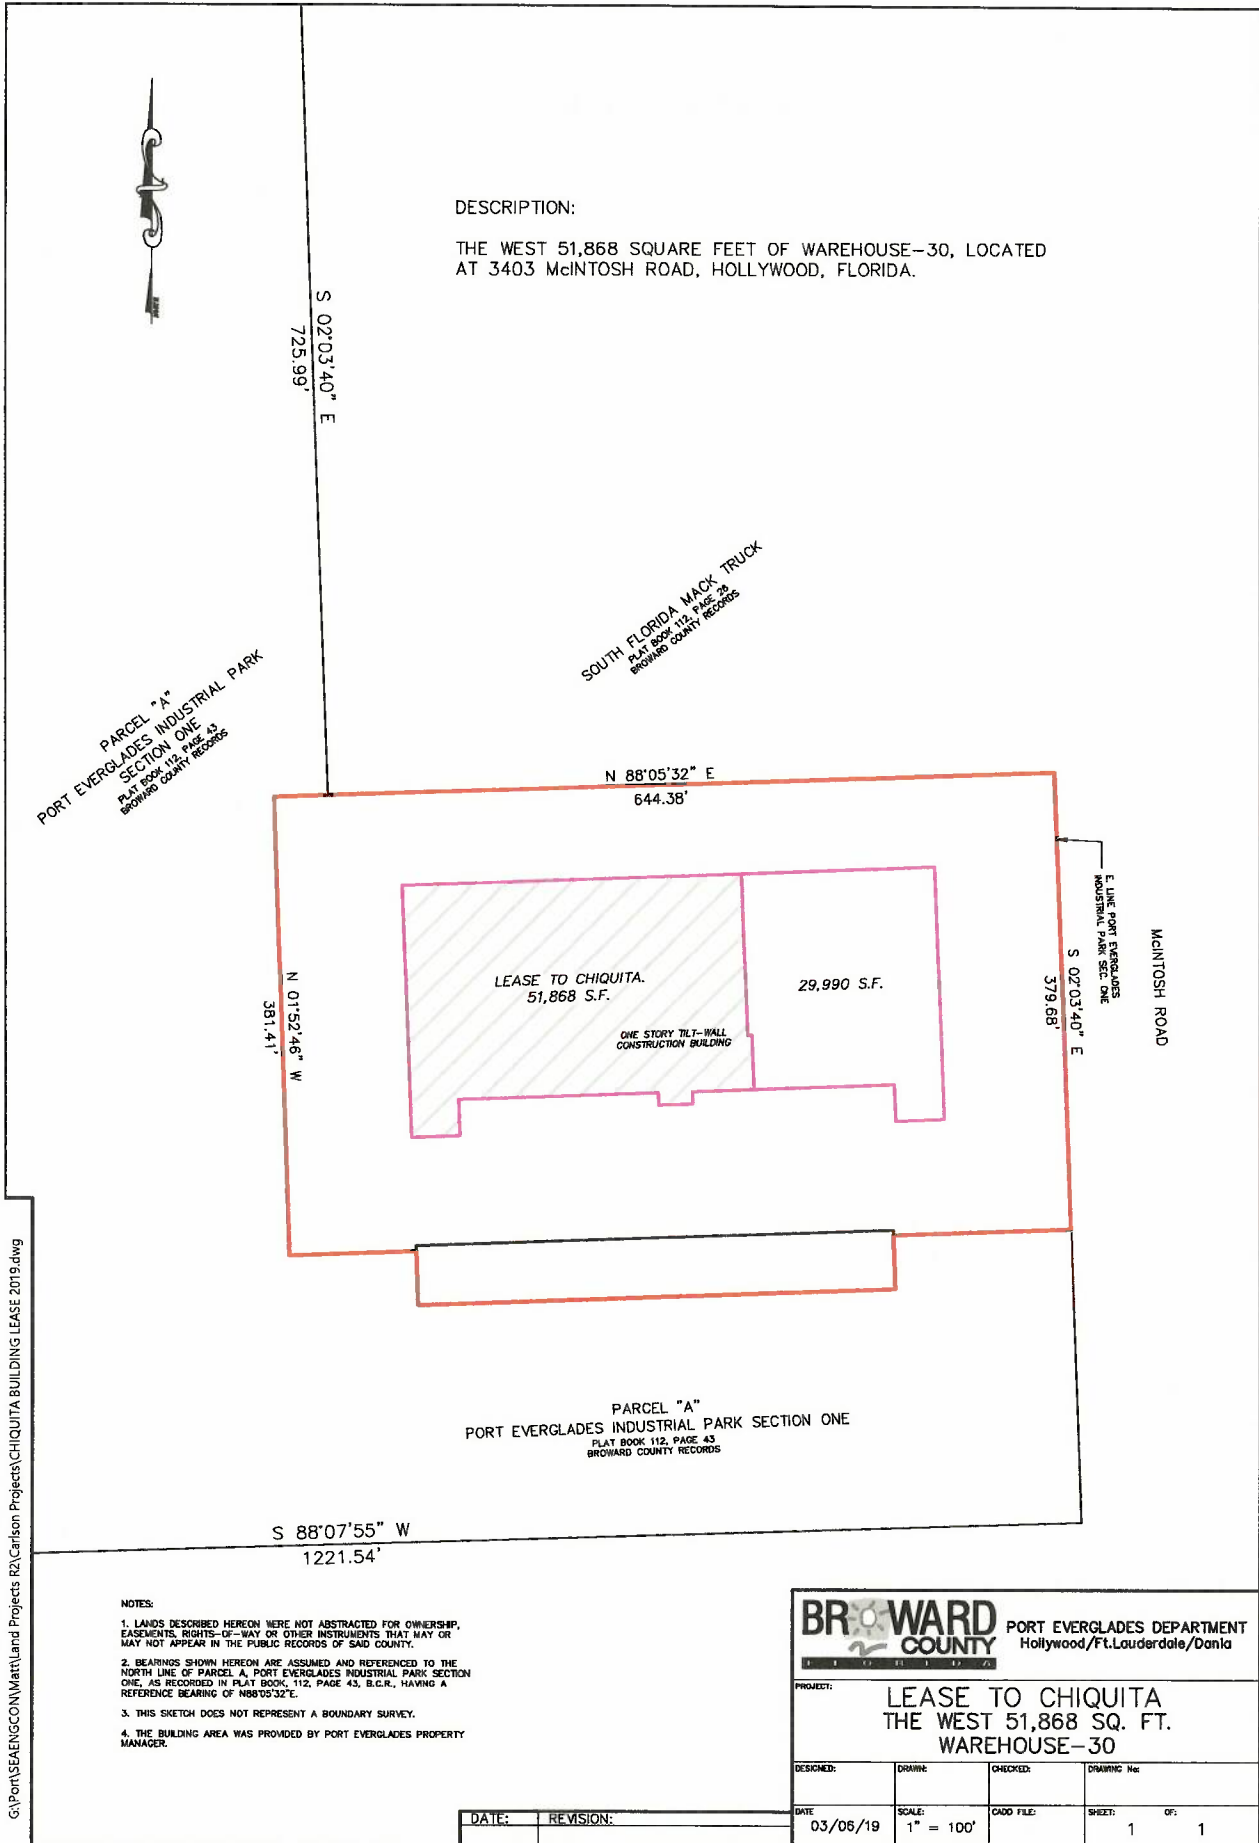 DESCRIPTION:
THE WEST 51,868 SQUARE FEET OF WAREHOUSE-30, LOCATED
AT 3403 McINTOSH ROAD, HOLLYWOOD, FLORIDA.
S 02°03'40" E
725.99'
SOUTH FLORIDA MACK TRUCK
PLAT BOOK 112, PAGE 26
BROWARD COUNTY RECORDS
PARCEL "A"
PORT EVERGLADES INDUSTRIAL PARK
SECTION ONE
PLAT BOOK 112, PAGE 43
BROWARD COUNTY RECORDS
N 88°05'32" E
644.38'
E. LINE PORT EVERGLADES
INDUSTRIAL PARK SEC. ONE
McINTOSH ROAD
S 02°03'40" E
379.68'
N 01°52'46" W
381.41'
LEASE TO CHIQUITA.
51,868 S.F.
29,990 S.F.
ONE STORY TILT-WALL
CONSTRUCTION BUILDING
PARCEL "A"
PORT EVERGLADES INDUSTRIAL PARK SECTION ONE
PLAT BOOK 112, PAGE 43
BROWARD COUNTY RECORDS
S 88°07'55" W
1221.54'
G:\Port\SEAENGCON\Matt\Land Projects R2\Carlson Projects\CHIQUITA BUILDING LEASE 2019.dwg
NOTES:
1. LANDS DESCRIBED HEREON WERE NOT ABSTRACTED FOR OWNERSHIP,
EASEMENTS, RIGHTS-OF-WAY OR OTHER INSTRUMENTS THAT MAY OR
MAY NOT APPEAR IN THE PUBLIC RECORDS OF SAID COUNTY.
2. BEARINGS SHOWN HEREON ARE ASSUMED AND REFERENCED TO THE
NORTH LINE OF PARCEL A, PORT EVERGLADES INDUSTRIAL PARK SECTION
ONE, AS RECORDED IN PLAT BOOK, 112, PAGE 43, B.C.R., HAVING A
REFERENCE BEARING OF N88°05'32"E.
3. THIS SKETCH DOES NOT REPRESENT A BOUNDARY SURVEY.
4. THE BUILDING AREA WAS PROVIDED BY PORT EVERGLADES PROPERTY
MANAGER.
DATE: REVISION:
BROWARD
COUNTY
FLORIDA
PORT EVERGLADES DEPARTMENT
Hollywood/Ft.Lauderdale/Dania
PROJECT:
LEASE TO CHIQUITA
THE WEST 51,868 SQ. FT.
WAREHOUSE-30
DESIGNED: DRAWN: CHECKED: DRAWING No:
DATE SCALE: CADD FILE: SHEET: OF:
03/06/19 1" = 100' 1 1